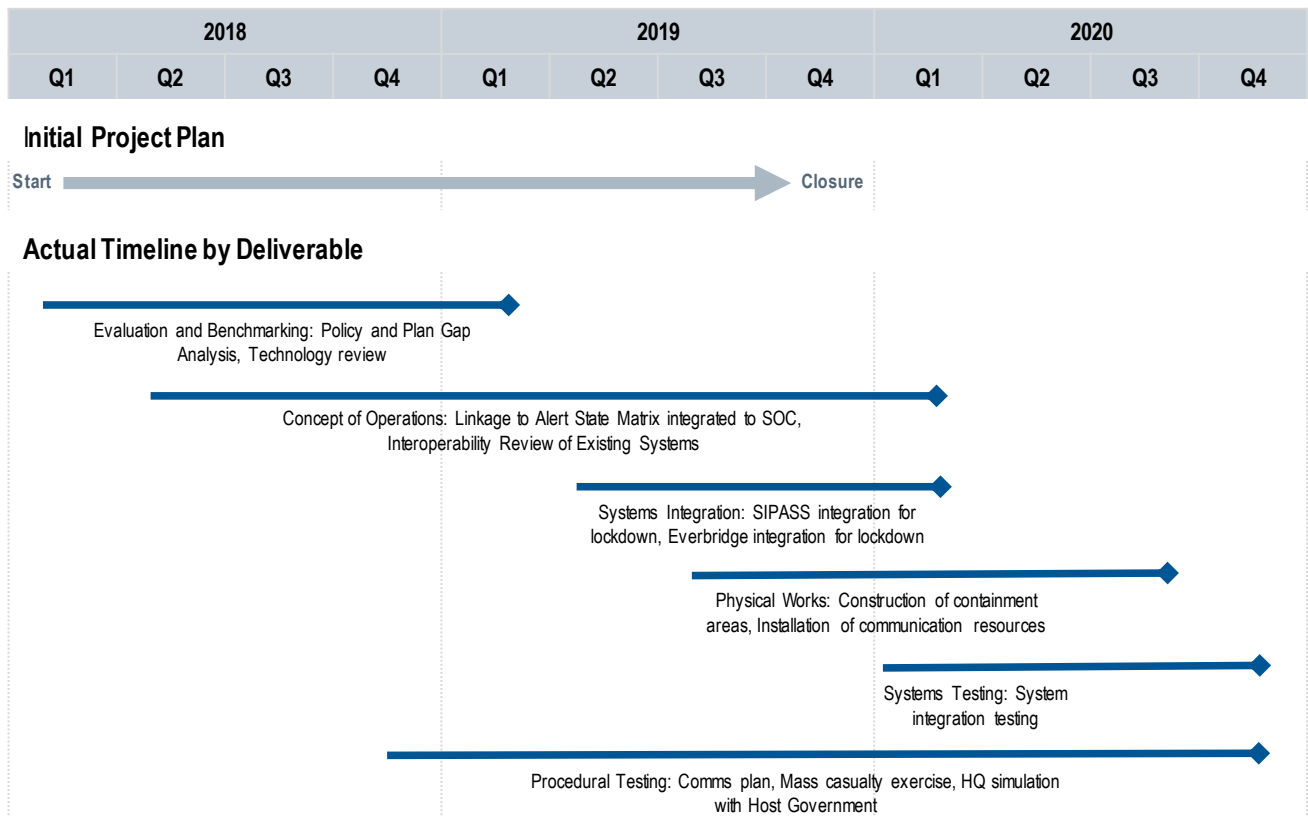 2018 2019 2020
Q1 Q2 Q3 Q4 Q1 Q2 Q3 Q4 Q1 Q2 Q3 Q4
Initial Project Plan
Start Closure
Actual Timeline by Deliverable
Evaluation and Benchmarking: Policy and Plan Gap
Analysis, Technology review
Concept of Operations: Linkage to Alert State Matrix integrated to SOC,
Interoperability Review of Existing Systems
Systems Integration: SIPASS integration for
lockdown, Everbridge integration for lockdown
Physical Works: Construction of containment
areas, Installation of communication resources
Systems Testing: System
integration testing
Procedural Testing: Comms plan, Mass casualty exercise, HQ simulation
with Host Government